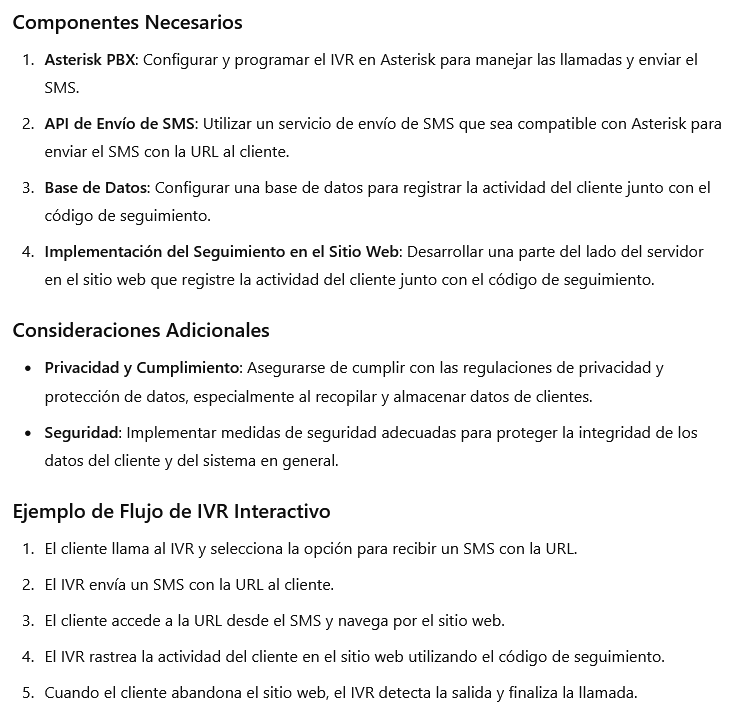 Componentes Necesarios
1. Asterisk PBX: Configurar y programar el IVR en Asterisk para manejar las llamadas y enviar el
SMS.
2. API de Envío de SMS: Utilizar un servicio de envío de SMS que sea compatible con Asterisk para
enviar el SMS con la URL al cliente.
3. Base de Datos: Configurar una base de datos para registrar la actividad del cliente junto con el
código de seguimiento.
4. Implementación del Seguimiento en el Sitio Web: Desarrollar una parte del lado del servidor
en el sitio web que registre la actividad del cliente junto con el código de seguimiento.
Consideraciones Adicionales
• Privacidad y Cumplimiento: Asegurarse de cumplir con las regulaciones de privacidad y
protección de datos, especialmente al recopilar y almacenar datos de clientes.
• Seguridad: Implementar medidas de seguridad adecuadas para proteger la integridad de los
datos del cliente y del sistema en general.
Ejemplo de Flujo de IVR Interactivo
1. El cliente llama al IVR y selecciona la opción para recibir un SMS con la URL.
2. El IVR envía un SMS con la URL al cliente.
3. El cliente accede a la URL desde el SMS y navega por el sitio web.
4. El IVR rastrea la actividad del cliente en el sitio web utilizando el código de seguimiento.
5. Cuando el cliente abandona el sitio web, el IVR detecta la salida y finaliza la llamada.